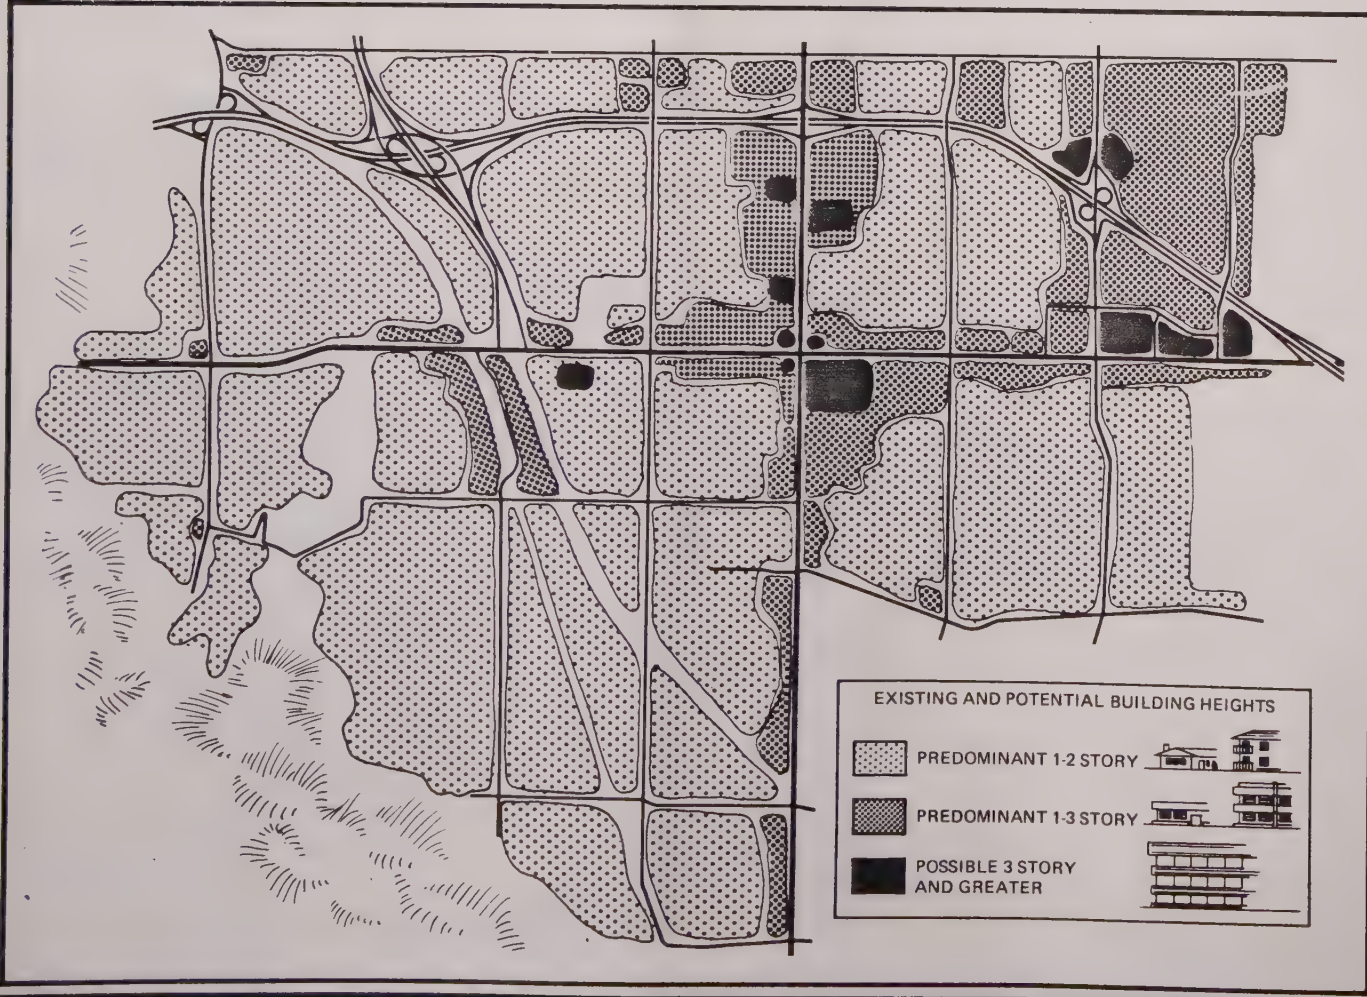 EXISTING AND POTENTIAL BUILDING HEIGHTS
PREDOMINANT 1-2 STORY
PREDOMINANT 1-3 STORY
POSSIBLE 3 STORY
AND GREATER